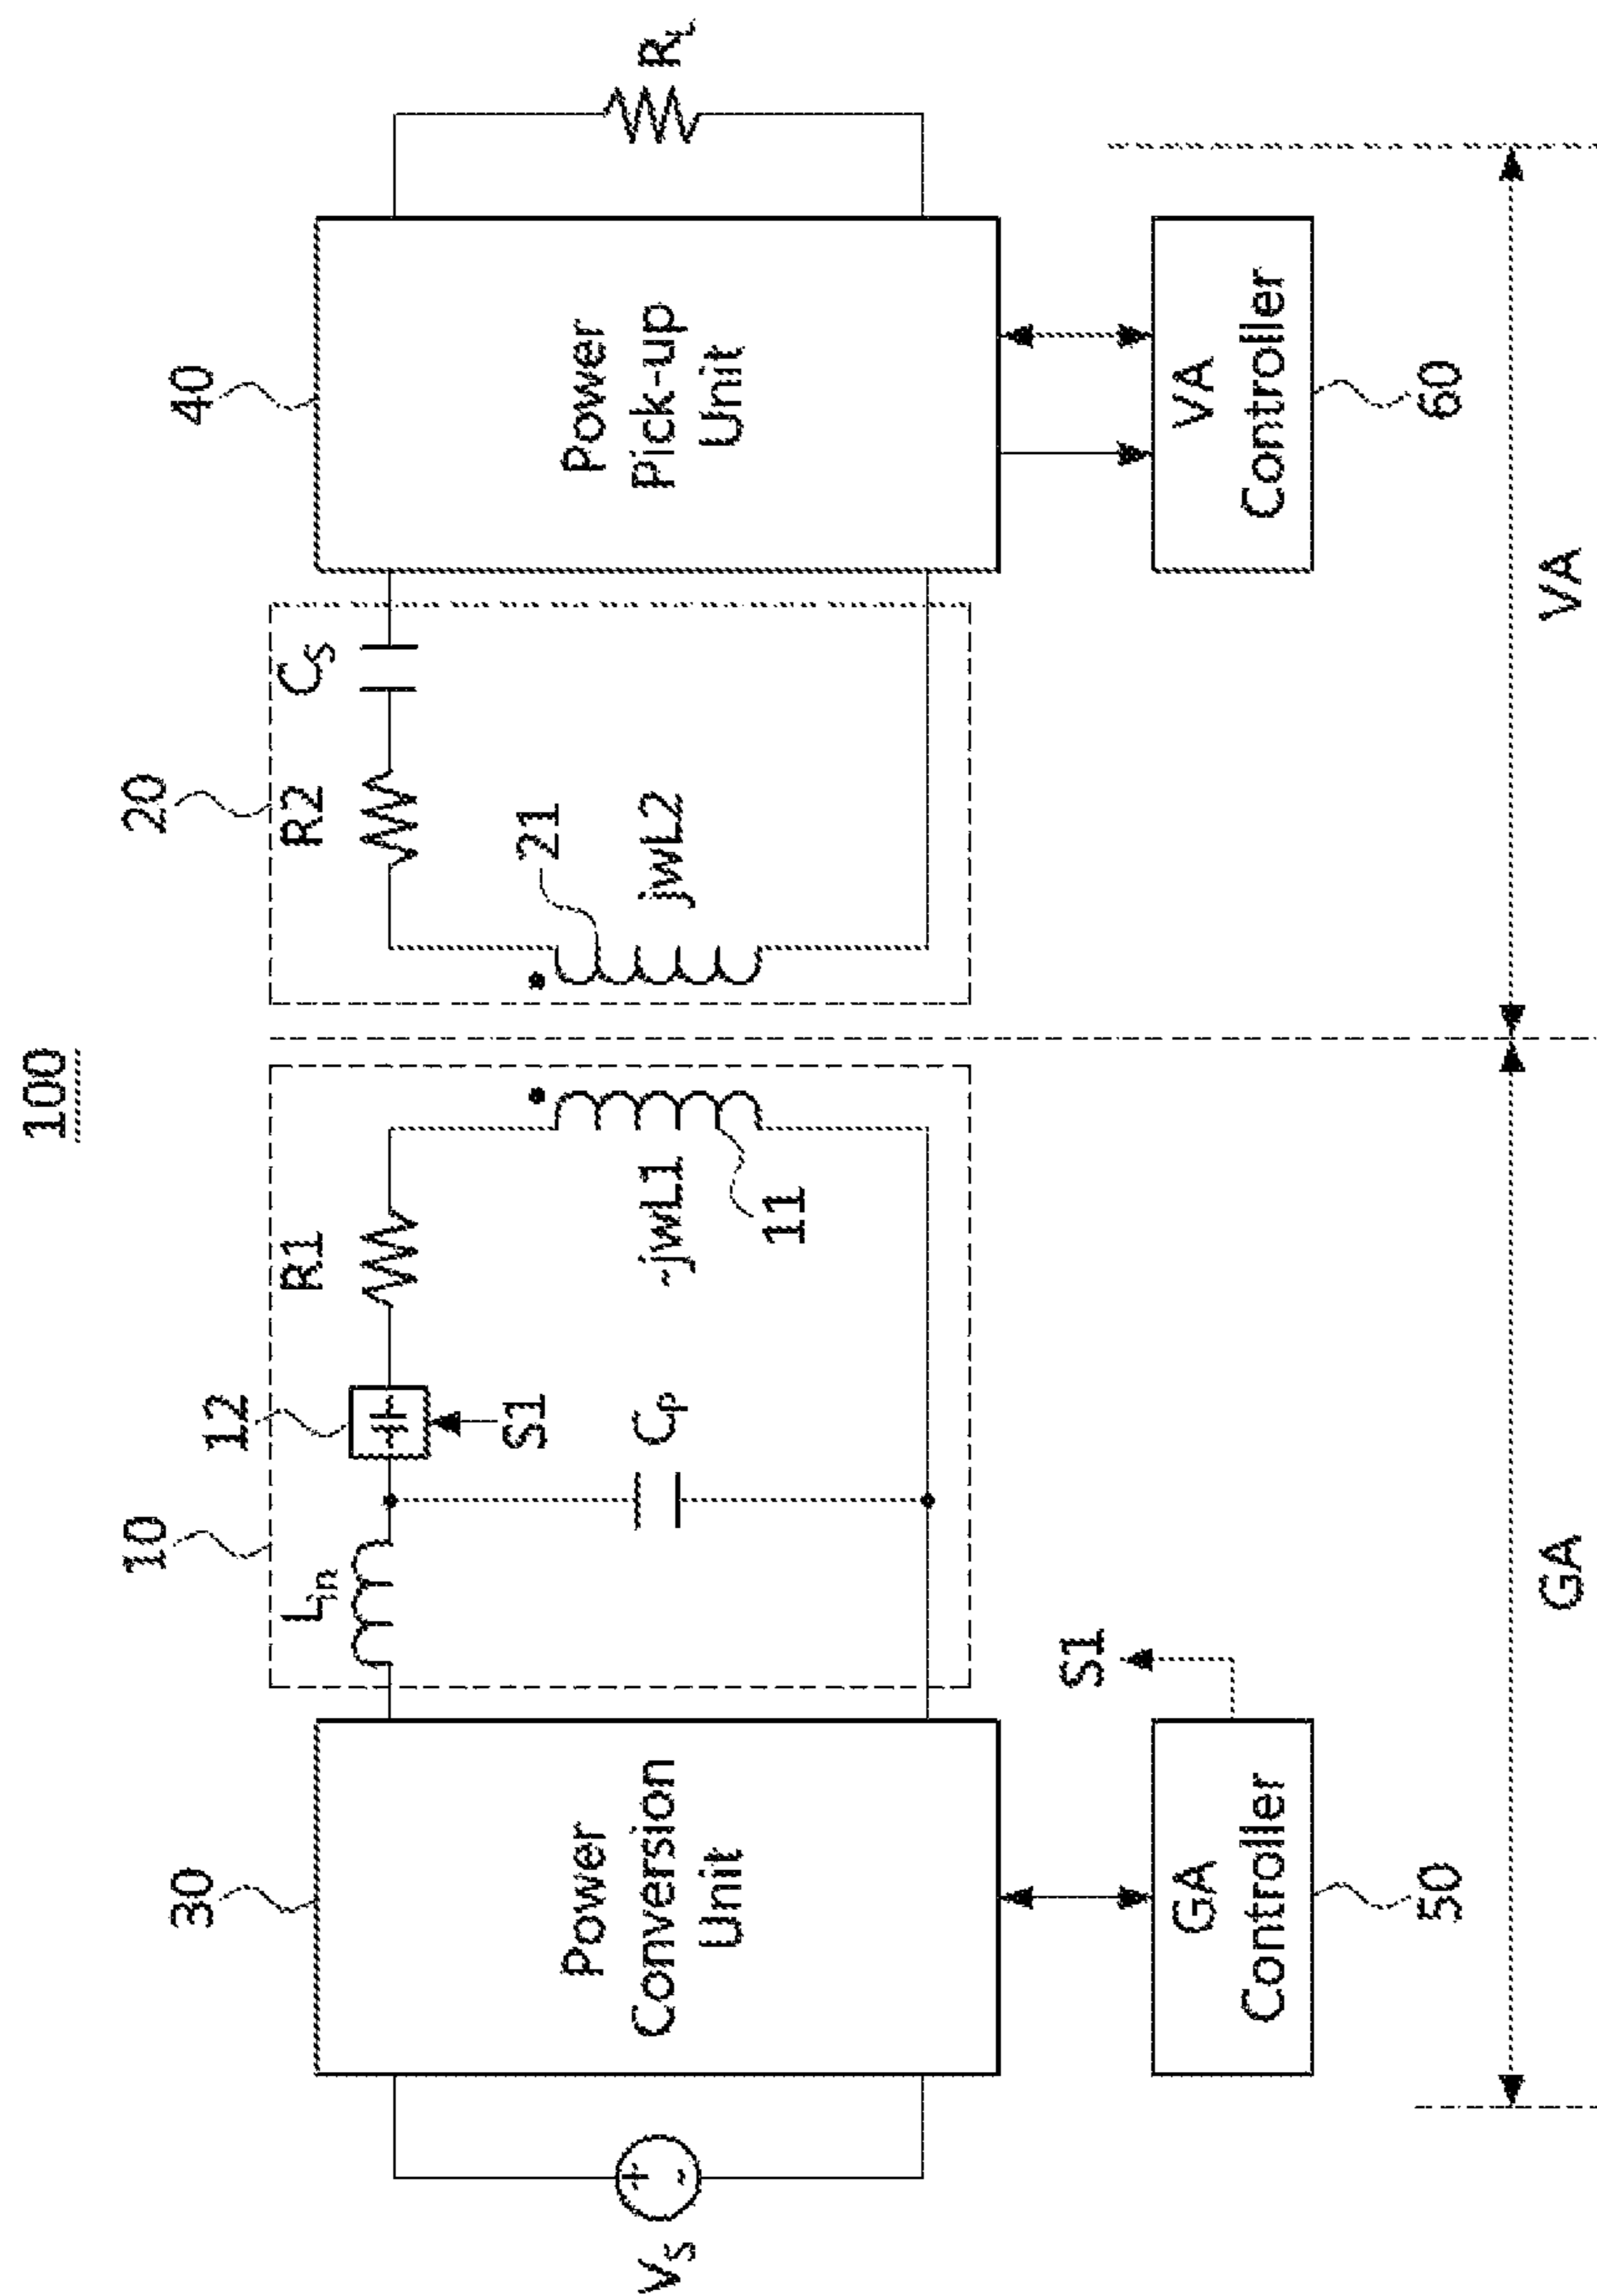 100
30
10
12
20
40
L_in
R1
R2
C_S
S1
21
V_S
+
-
Power
Conversion
Unit
C_p
-jwL1
jwL2
11
Power
Pick-up
Unit
R_L
S1
GA
Controller
VA
Controller
50
60
GA
VA